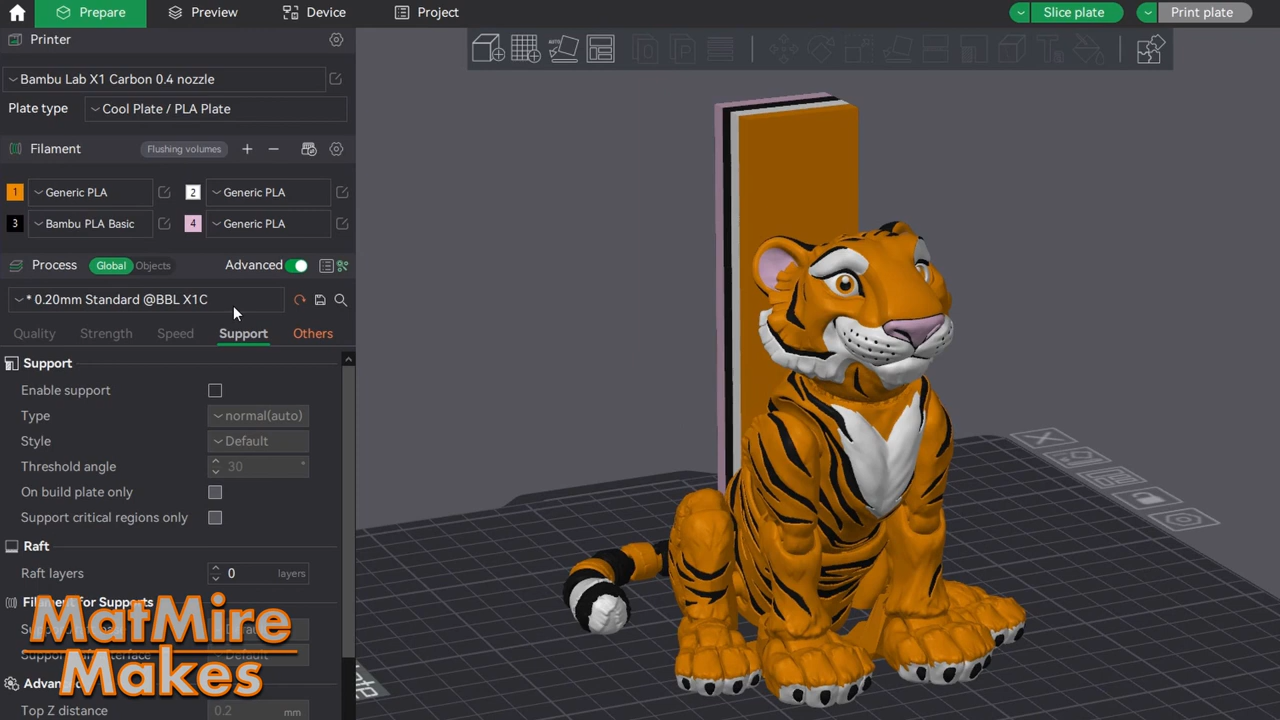 Prepare
Preview
Device
Project
Slice plate
Print plate
Printer
Bambu Lab X1 Carbon 0.4 nozzle
Plate type
Cool Plate / PLA Plate
Filament
Flushing volumes
1 Generic PLA
2 Generic PLA
3 Bambu PLA Basic
4 Generic PLA
Process
Global
Objects
Advanced
* 0.20mm Standard @BBL X1C
Quality
Strength
Speed
Support
Others
Support
Enable support
Type
normal(auto)
Style
Default
Threshold angle
30 °
On build plate only
Support critical regions only
Raft
Raft layers
0 layers
Filament for Supports
MatMire
Makes
Top Z distance
0.2 mm